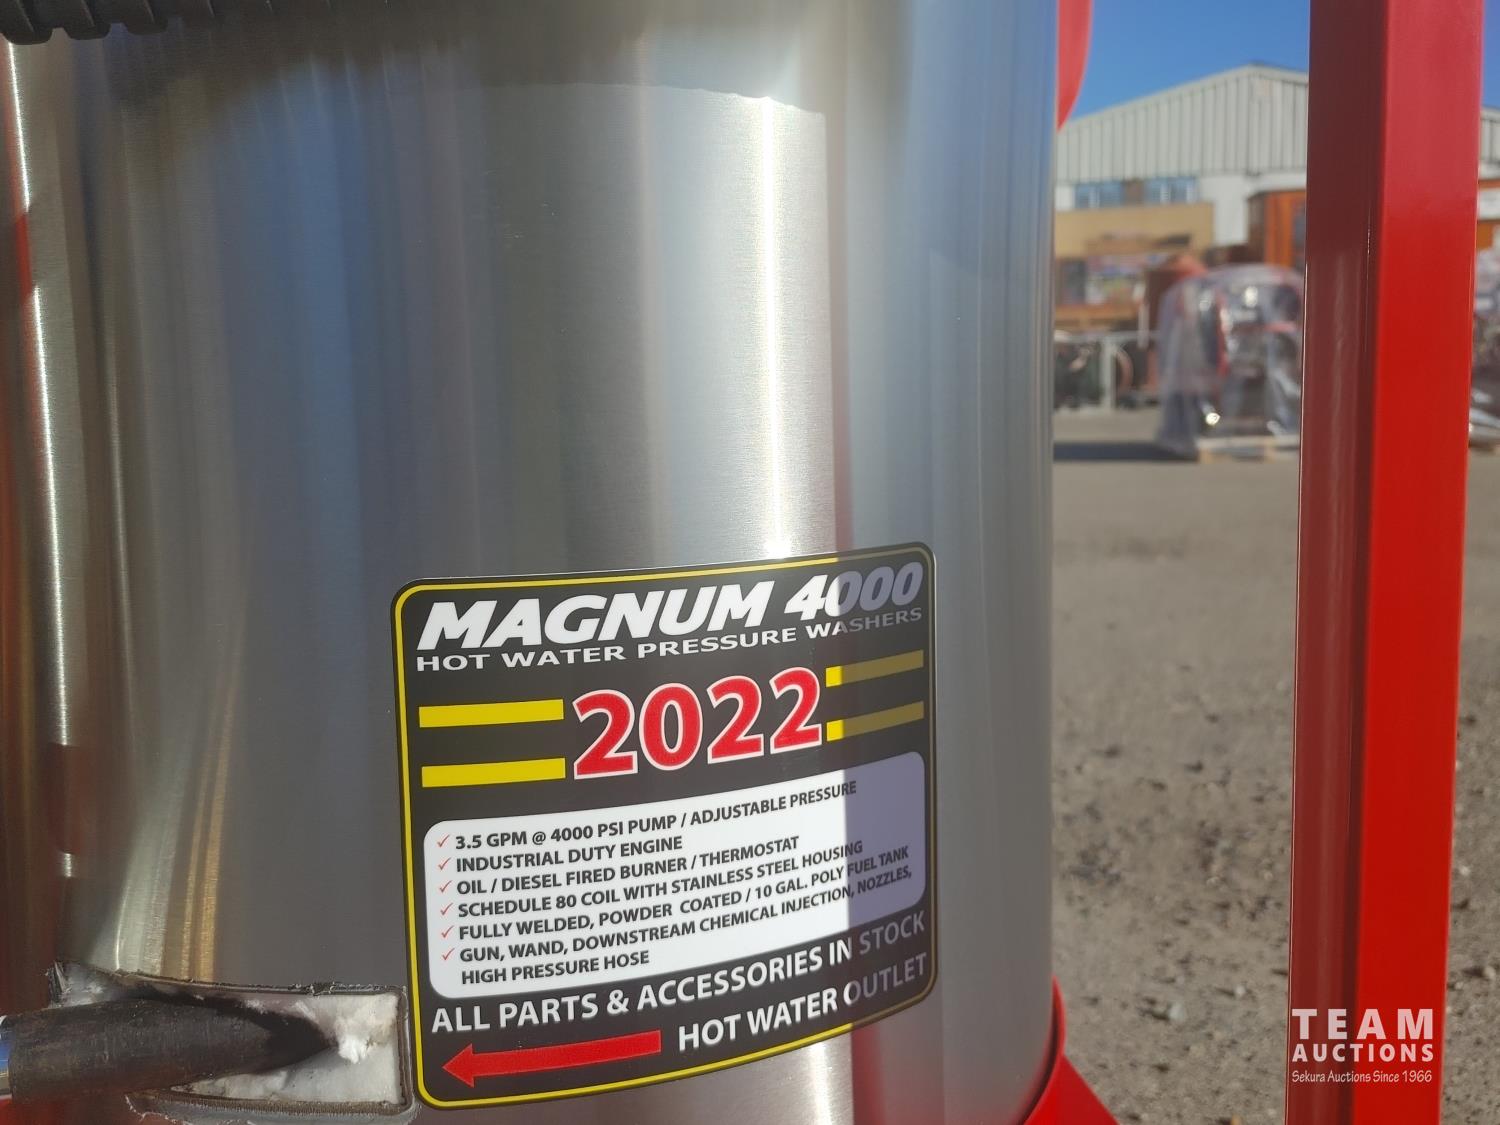 MAGNUM 4000
HOT WATER PRESSURE WASHERS
2022
✓ 3.5 GPM @ 4000 PSI PUMP / ADJUSTABLE PRESSURE
✓ INDUSTRIAL DUTY ENGINE
✓ OIL / DIESEL FIRED BURNER / THERMOSTAT
✓ SCHEDULE 80 COIL WITH STAINLESS STEEL HOUSING
✓ FULLY WELDED, POWDER COATED / 10 GAL. POLY FUEL TANK
✓ GUN, WAND, DOWNSTREAM CHEMICAL INJECTION, NOZZLES,
HIGH PRESSURE HOSE
ALL PARTS & ACCESSORIES IN STOCK
HOT WATER OUTLET
TEAM
AUCTIONS
Sekura Auctions Since 1966